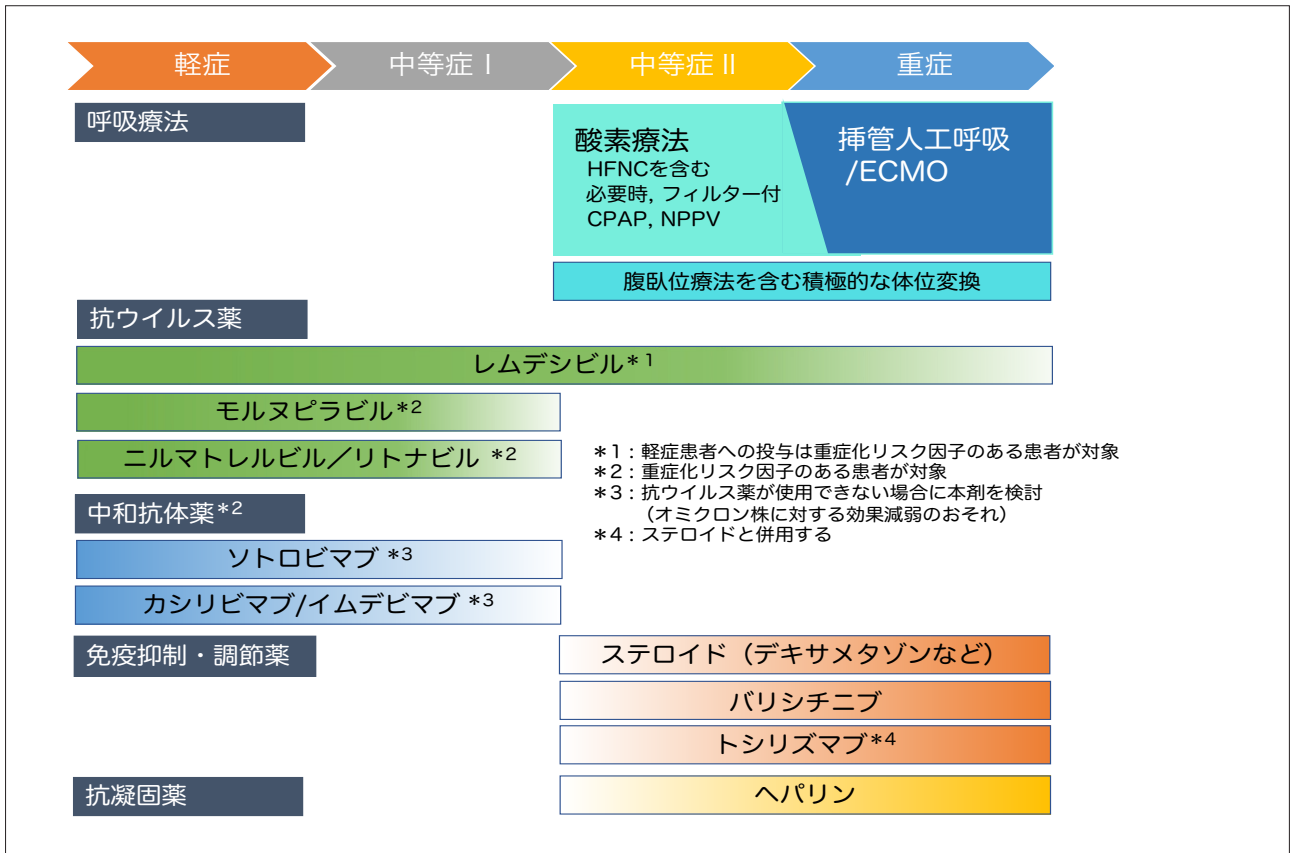 軽症
中等症Ⅰ
中等症Ⅱ
重症
呼吸療法
酸素療法
HFNCを含む
必要時, フィルター付
CPAP, NPPV
挿管人工呼吸
/ECMO
腹臥位療法を含む積極的な体位変換
抗ウイルス薬
レムデシビル*1
モルヌピラビル*2
ニルマトレルビル/リトナビル *2
*1:軽症患者への投与は重症化リスク因子のある患者が対象
*2:重症化リスク因子のある患者が対象
*3:抗ウイルス薬が使用できない場合に本剤を検討
(オミクロン株に対する効果減弱のおそれ)
*4:ステロイドと併用する
中和抗体薬*2
ソトロビマブ *3
カシリビマブ/イムデビマブ *3
免疫抑制・調節薬
ステロイド(デキサメタゾンなど)
バリシチニブ
トシリズマブ*4
抗凝固薬
ヘパリン